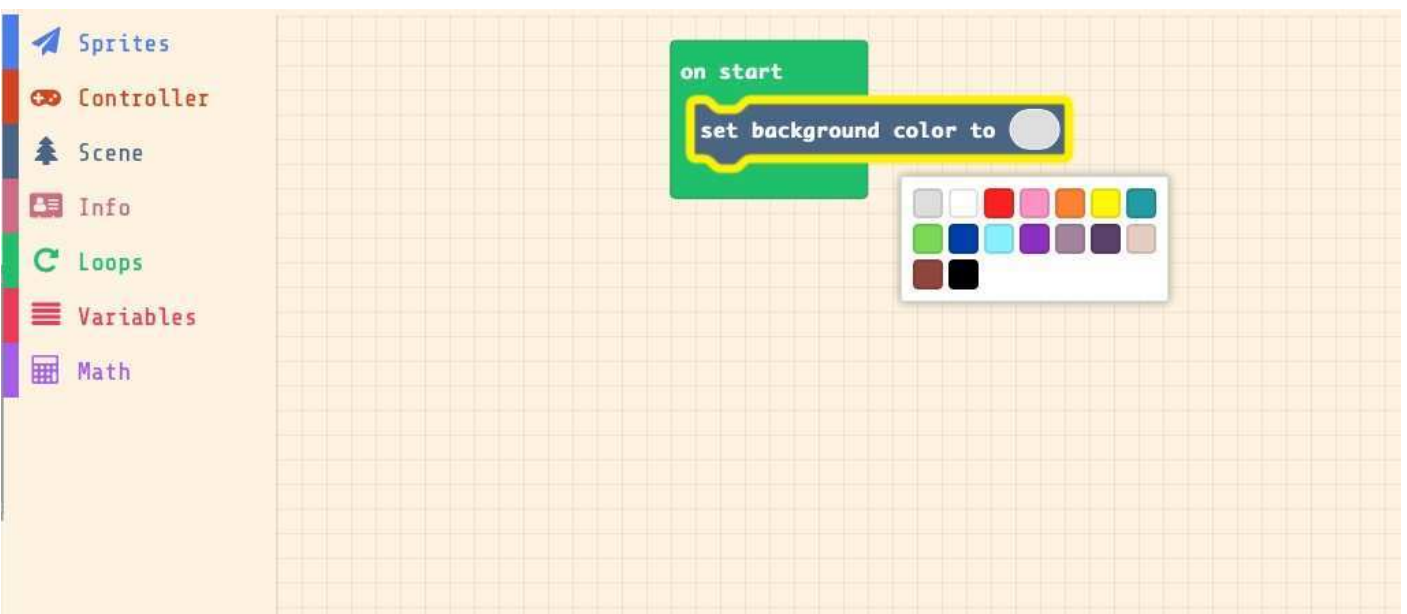 Sprites
Controller
Scene
Info
Loops
Variables
Math
on start
set background color to